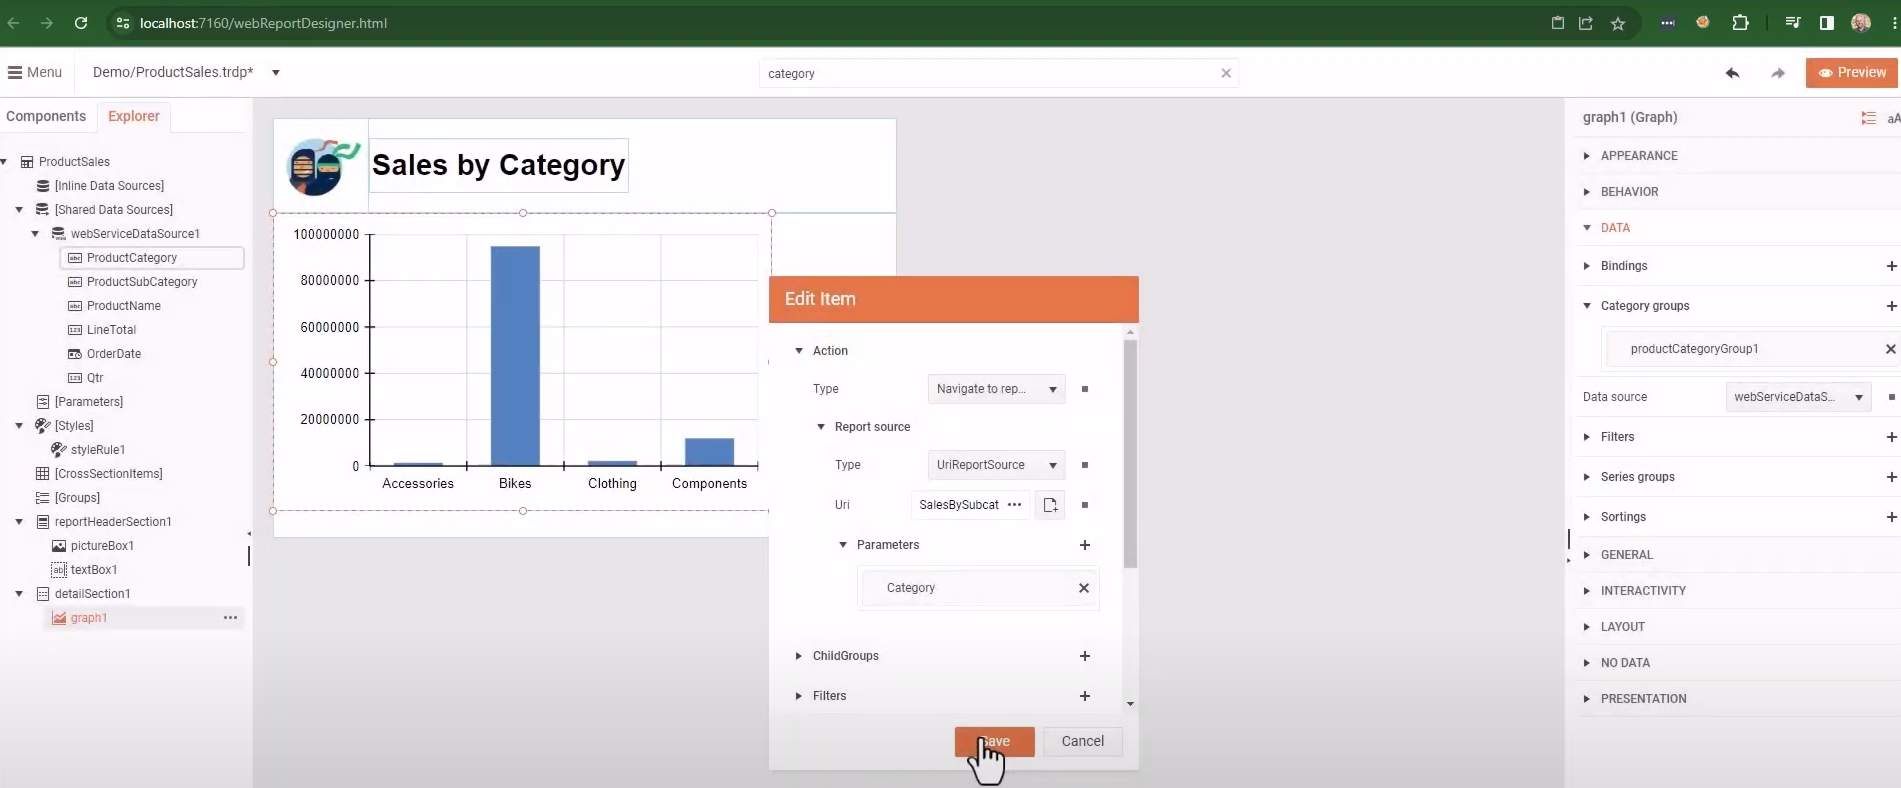 localhost:7160/webReportDesigner.html
Menu
Demo/ProductSales.trdp*
category
Preview
Components
Explorer
ProductSales
[Inline Data Sources]
[Shared Data Sources]
webServiceDataSource1
ProductCategory
ProductSubCategory
ProductName
LineTotal
OrderDate
Qtr
[Parameters]
[Styles]
styleRule1
[CrossSectionItems]
[Groups]
reportHeaderSection1
pictureBox1
textBox1
detailSection1
graph1
Sales by Category
100000000
80000000
60000000
40000000
20000000
0
Accessories Bikes Clothing Components
Edit Item
Action
Type Navigate to rep...
Report source
Type UriReportSource
Uri SalesBySubcat
Parameters
Category
ChildGroups
Filters
Save Cancel
graph1 (Graph)
aA
APPEARANCE
BEHAVIOR
DATA
Bindings
Category groups
productCategoryGroup1
Data source webServiceDataS...
Filters
Series groups
Sortings
GENERAL
INTERACTIVITY
LAYOUT
NO DATA
PRESENTATION